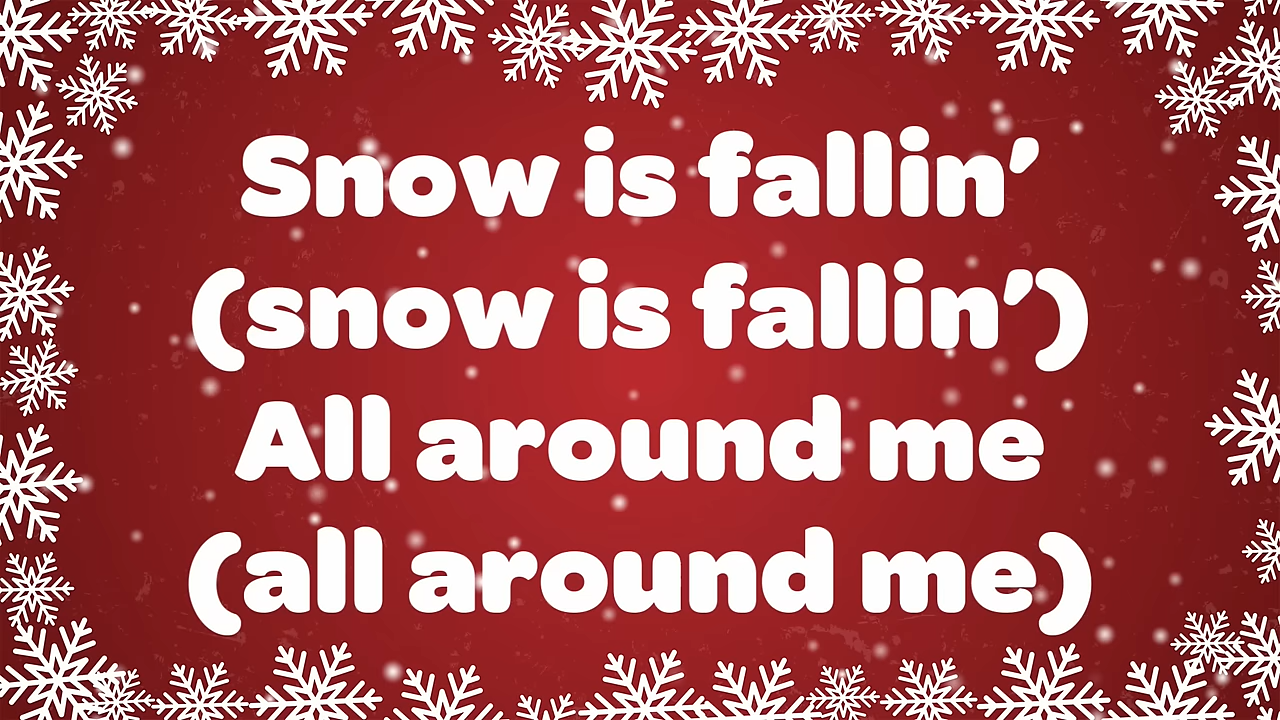 Snow is fallin’
(snow is fallin’)
All around me
(all around me)